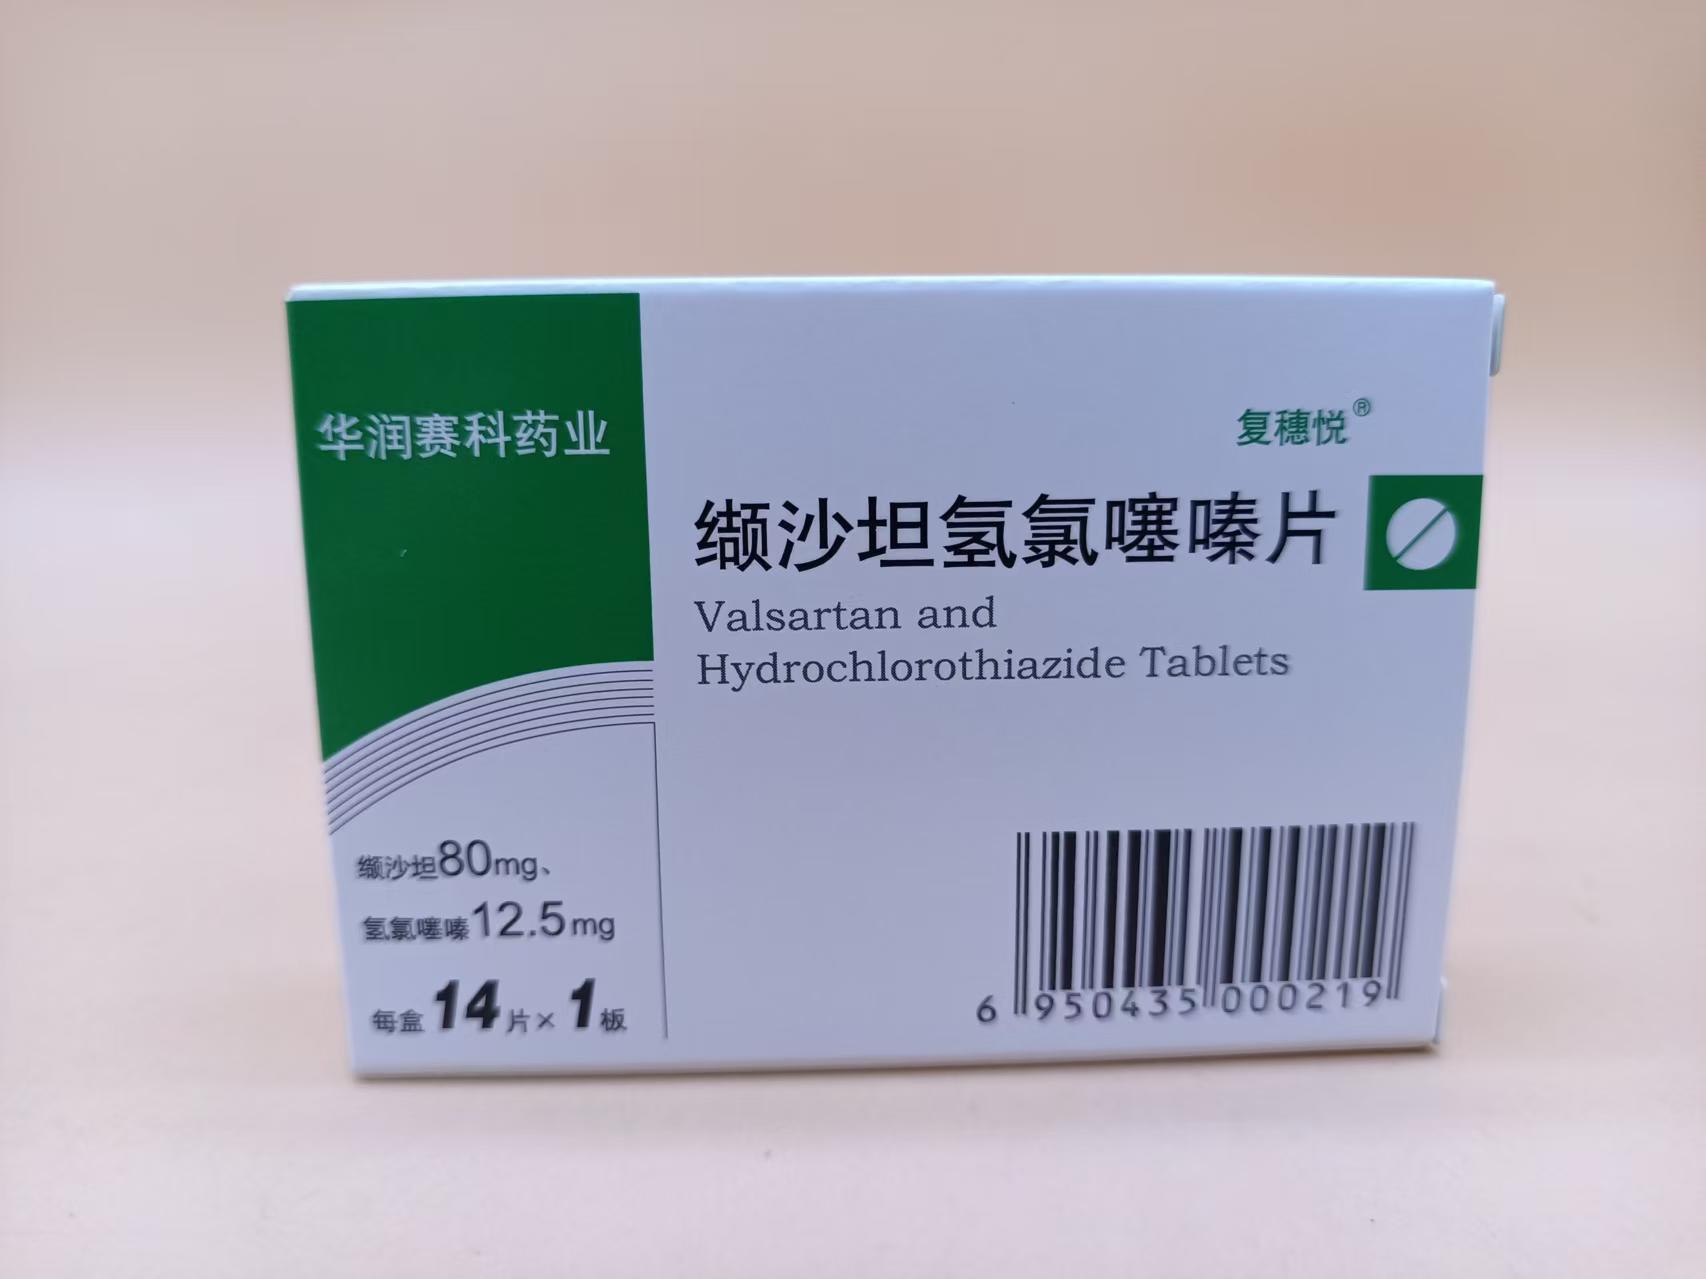 华润赛科药业
复穗悦®
缬沙坦氢氯噻嗪片
Valsartan and
Hydrochlorothiazide Tablets
缬沙坦80mg、
氢氯噻嗪12.5mg
每盒14片×1板
6 950435 000219